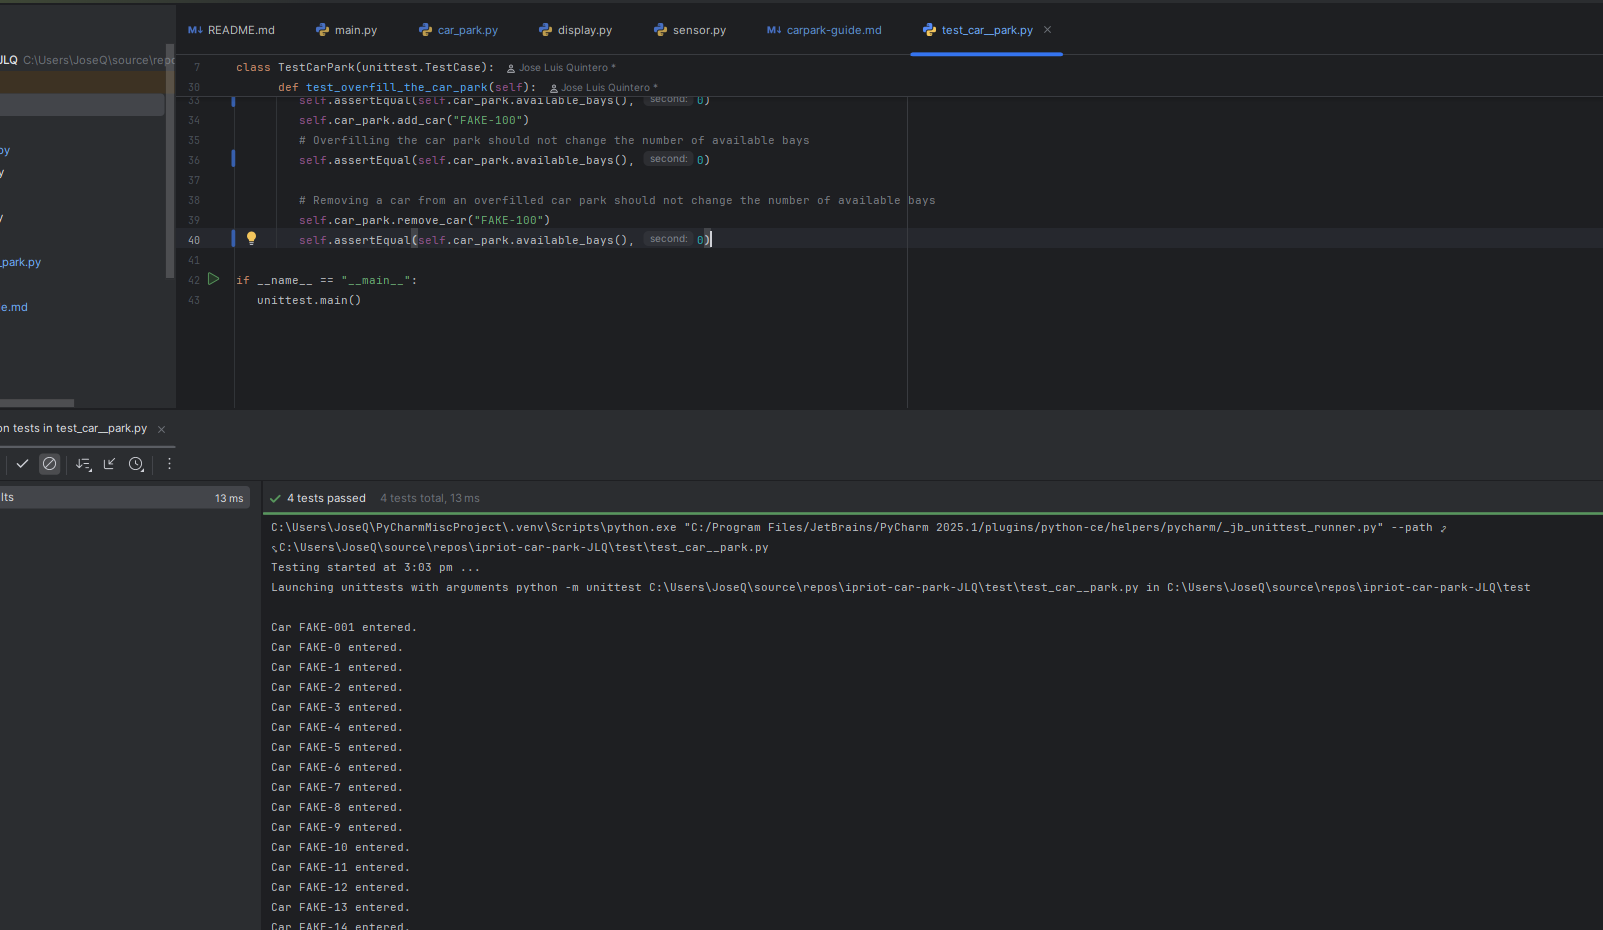 README.md main.py car_park.py display.py sensor.py carpark-guide.md test_car__park.py
JLQ C:\Users\JoseQ\source\repo
py
y
y
_park.py
e.md
7 class TestCarPark(unittest.TestCase): Jose Luis Quintero *
30 def test_overfill_the_car_park(self): Jose Luis Quintero *
33 self.assertEqual(self.car_park.available_bays(), second: 0)
34 self.car_park.add_car("FAKE-100")
35 # Overfilling the car park should not change the number of available bays
36 self.assertEqual(self.car_park.available_bays(), second: 0)
37
38 # Removing a car from an overfilled car park should not change the number of available bays
39 self.car_park.remove_car("FAKE-100")
40 self.assertEqual(self.car_park.available_bays(), second: 0)
41
42 if __name__ == "__main__":
43 unittest.main()
on tests in test_car__park.py
lts 13 ms
4 tests passed 4 tests total, 13 ms
C:\Users\JoseQ\PyCharmMiscProject\.venv\Scripts\python.exe "C:/Program Files/JetBrains/PyCharm 2025.1/plugins/python-ce/helpers/pycharm/_jb_unittest_runner.py" --path
C:\Users\JoseQ\source\repos\ipriot-car-park-JLQ\test\test_car__park.py
Testing started at 3:03 pm ...
Launching unittests with arguments python -m unittest C:\Users\JoseQ\source\repos\ipriot-car-park-JLQ\test\test_car__park.py in C:\Users\JoseQ\source\repos\ipriot-car-park-JLQ\test
Car FAKE-001 entered.
Car FAKE-0 entered.
Car FAKE-1 entered.
Car FAKE-2 entered.
Car FAKE-3 entered.
Car FAKE-4 entered.
Car FAKE-5 entered.
Car FAKE-6 entered.
Car FAKE-7 entered.
Car FAKE-8 entered.
Car FAKE-9 entered.
Car FAKE-10 entered.
Car FAKE-11 entered.
Car FAKE-12 entered.
Car FAKE-13 entered.
Car FAKE-14 entered.